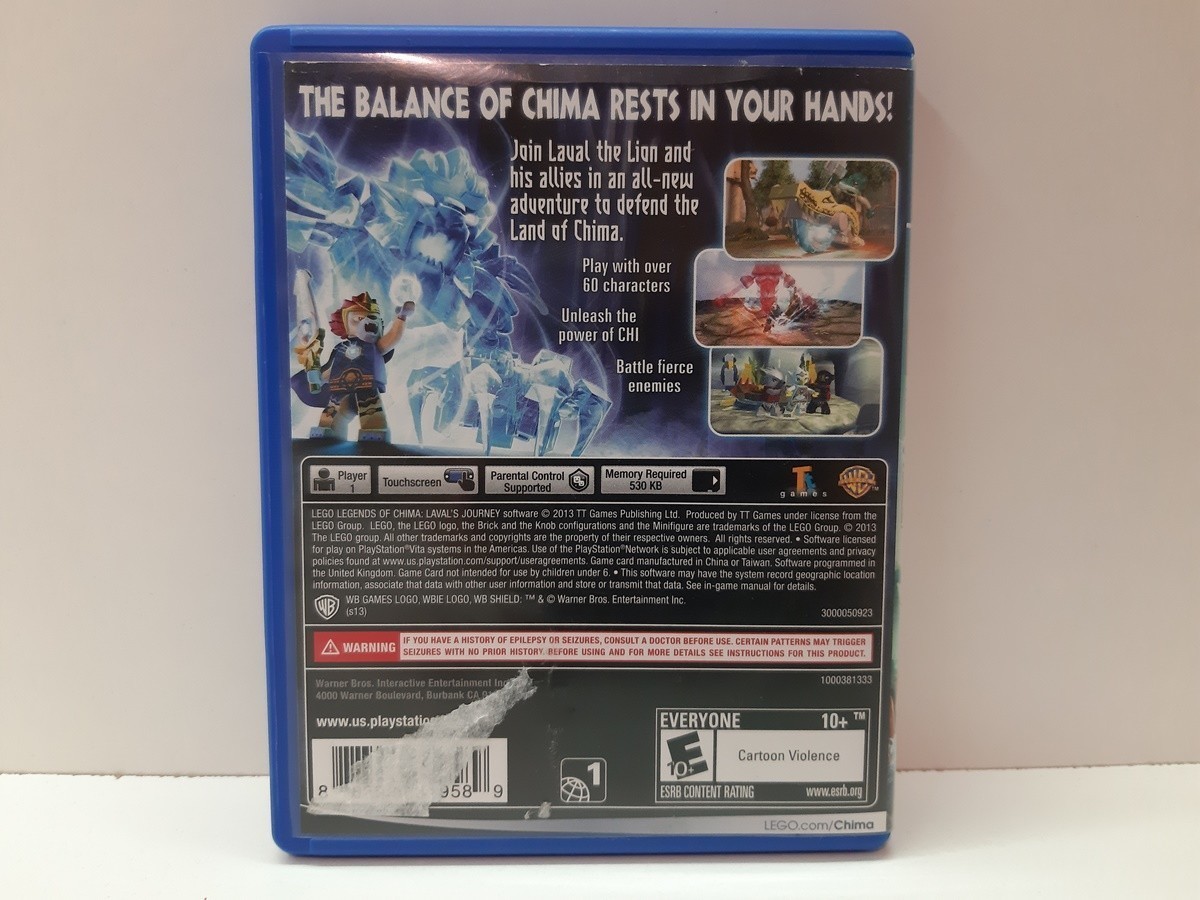 THE BALANCE OF CHIMA RESTS IN YOUR HANDS!
Join Laval the Lion and
his allies in an all-new
adventure to defend the
Land of Chima.
Play with over
60 characters
Unleash the
power of CHI
Battle fierce
enemies
Player
1
Touchscreen
Parental Control
Supported
Memory Required
530 KB
TT
games
WB
LEGO LEGENDS OF CHIMA: LAVAL'S JOURNEY software © 2013 TT Games Publishing Ltd. Produced by TT Games under license from the
LEGO Group. LEGO, the LEGO logo, the Brick and the Knob configurations and the Minifigure are trademarks of the LEGO Group. © 2013
The LEGO group. All other trademarks and copyrights are the property of their respective owners. All rights reserved. • Software licensed
for play on PlayStation®Vita systems in the Americas. Use of the PlayStation®Network is subject to applicable user agreements and privacy
policies found at www.us.playstation.com/support/useragreements. Game card manufactured in China or Taiwan. Software programmed in
the United Kingdom. Game Card not intended for use by children under 6. • This software may have the system record geographic location
information, associate that data with other user information and store or transmit that data. See in-game manual for details.
WB
WB GAMES LOGO, WBIE LOGO, WB SHIELD: ™ & © Warner Bros. Entertainment Inc.
(s13)
3000050923
WARNING
IF YOU HAVE A HISTORY OF EPILEPSY OR SEIZURES, CONSULT A DOCTOR BEFORE USE. CERTAIN PATTERNS MAY TRIGGER
SEIZURES WITH NO PRIOR HISTORY. BEFORE USING AND FOR MORE DETAILS SEE INSTRUCTIONS FOR THIS PRODUCT.
Warner Bros. Interactive Entertainment Inc
4000 Warner Boulevard, Burbank CA
1000381333
www.us.playstatio
8 958 9
1
EVERYONE 10+ ™
E
10+
Cartoon Violence
ESRB CONTENT RATING www.esrb.org
LEGO.com/Chima